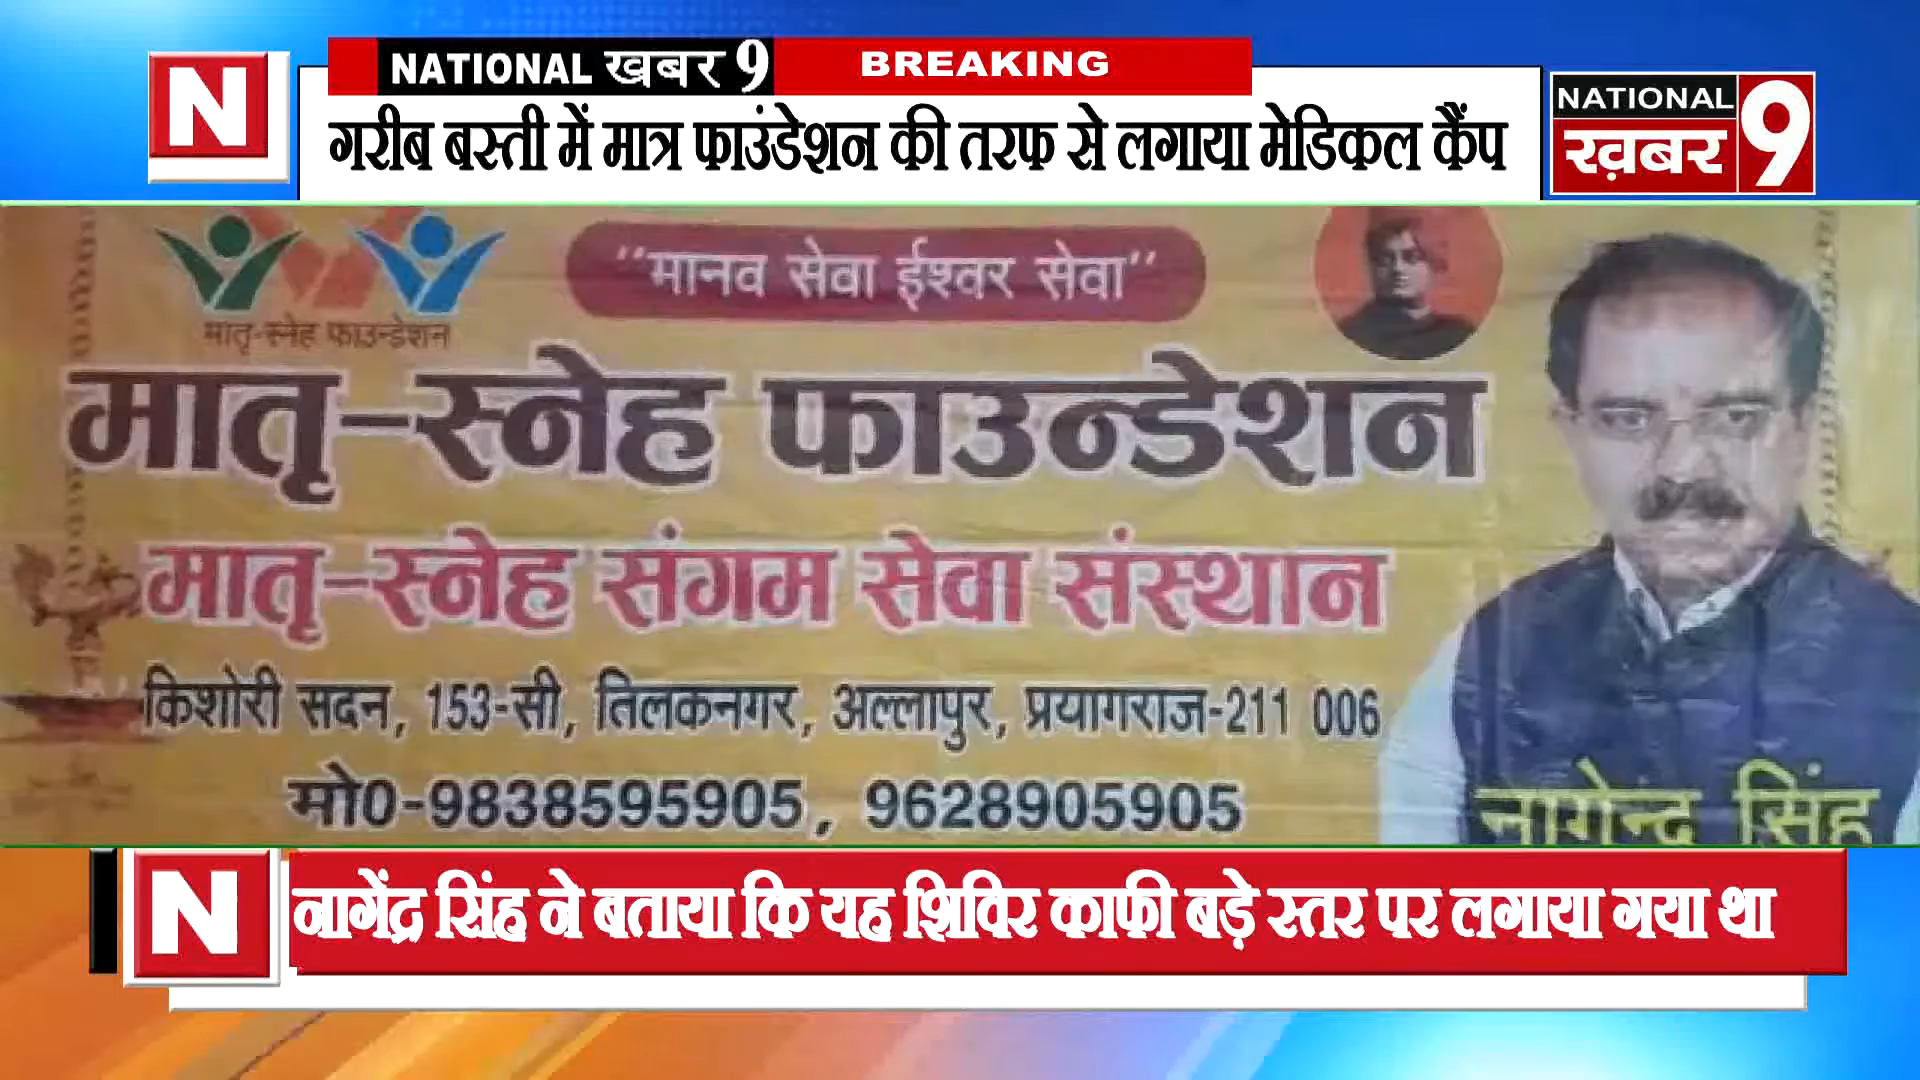 NATIONAL खबर 9 BREAKING
N
गरीब बस्ती में मात्र फाउंडेशन की तरफ से लगाया मेडिकल कैंप
NATIONAL
ख़बर 9
"मानव सेवा ईश्वर सेवा"
मातृ-स्नेह फाउन्डेशन
मातृ-स्नेह फाउन्डेशन
मातृ-स्नेह संगम सेवा संस्थान
किशोरी सदन, 153-सी, तिलकनगर, अल्लापुर, प्रयागराज-211 006
मो0-9838595905, 9628905905
नागेन्द्र सिंह
N
नागेंद्र सिंह ने बताया कि यह शिविर काफी बड़े स्तर पर लगाया गया था